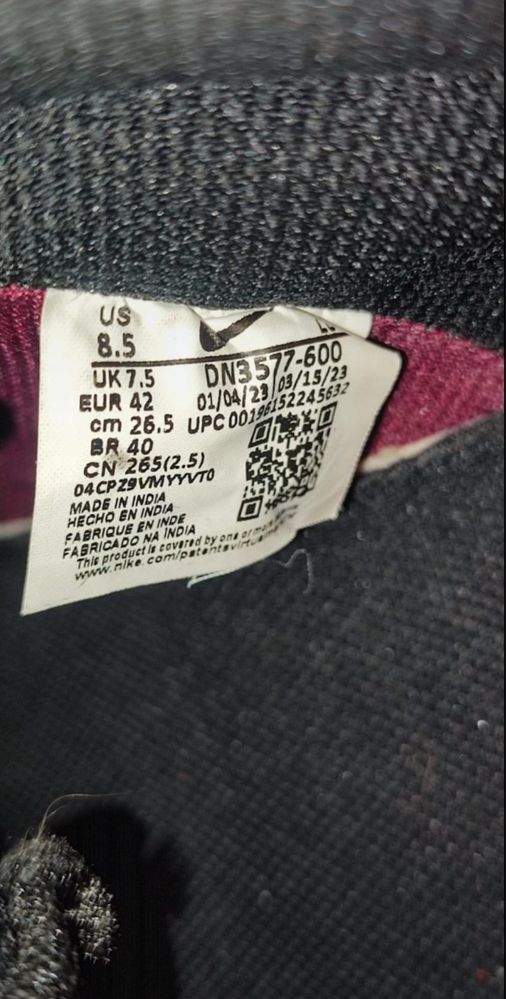 US
8.5
UK 7.5 DN3577-600
EUR 42 01/04/23 03/15/23
cm 26.5 UPC 00196152245632
BR 40
CN 265(2.5)
04CPZ9VMYYVT0
MADE IN INDIA
HECHO EN INDIA
FABRIQUE EN INDE
FABRICADO NA INDIA
This product is covered by one or
www.nike.com/patents